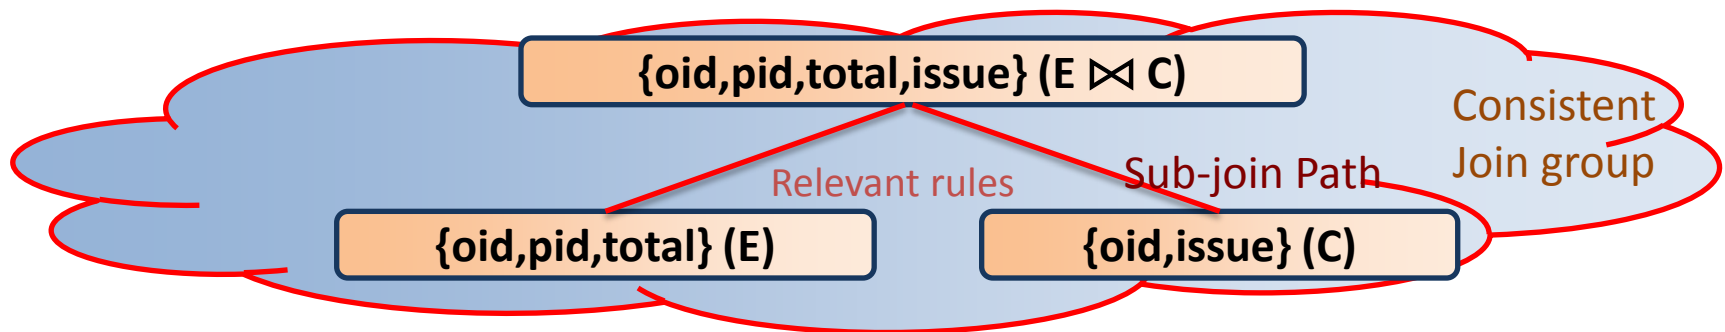 {oid,pid,total,issue} (E ⋈ C)
Consistent
Join group
Relevant rules
Sub-join Path
{oid,pid,total} (E)
{oid,issue} (C)